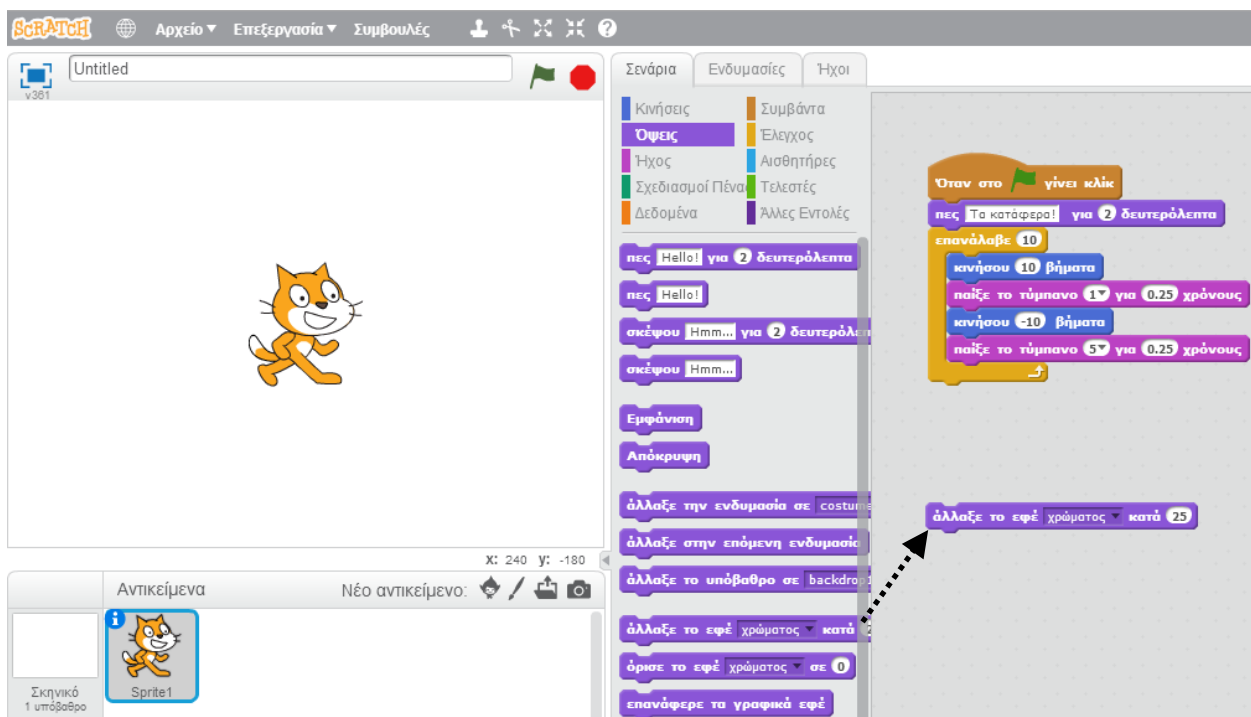 SCRATCH Αρχείο Επεξεργασία Συμβουλές
v361
Untitled
X: 240 y: -180
Αντικείμενα Νέο αντικείμενο:
Σκηνικό
1 υπόβαθρο
Sprite1
Σενάρια Ενδυμασίες Ήχοι
Κινήσεις Συμβάντα
Όψεις Έλεγχος
Ήχος Αισθητήρες
Σχεδιασμοί Πένας Τελεστές
Δεδομένα Άλλες Εντολές
πες Hello! για 2 δευτερόλεπτα
πες Hello!
σκέψου Hmm... για 2 δευτερόλεπ
σκέψου Hmm...
Εμφάνιση
Απόκρυψη
άλλαξε την ενδυμασία σε costume
άλλαξε στην επόμενη ενδυμασία
άλλαξε το υπόβαθρο σε backdrop1
άλλαξε το εφέ χρώματος κατά 2
όρισε το εφέ χρώματος σε 0
επανάφερε τα γραφικά εφέ
Όταν στο γίνει κλίκ
πες Τα κατάφερα! για 2 δευτερόλεπτα
επανάλαβε 10
κινήσου 10 βήματα
παίξε το τύμπανο 1 για 0.25 χρόνους
κινήσου -10 βήματα
παίξε το τύμπανο 5 για 0.25 χρόνους
άλλαξε το εφέ χρώματος κατά 25